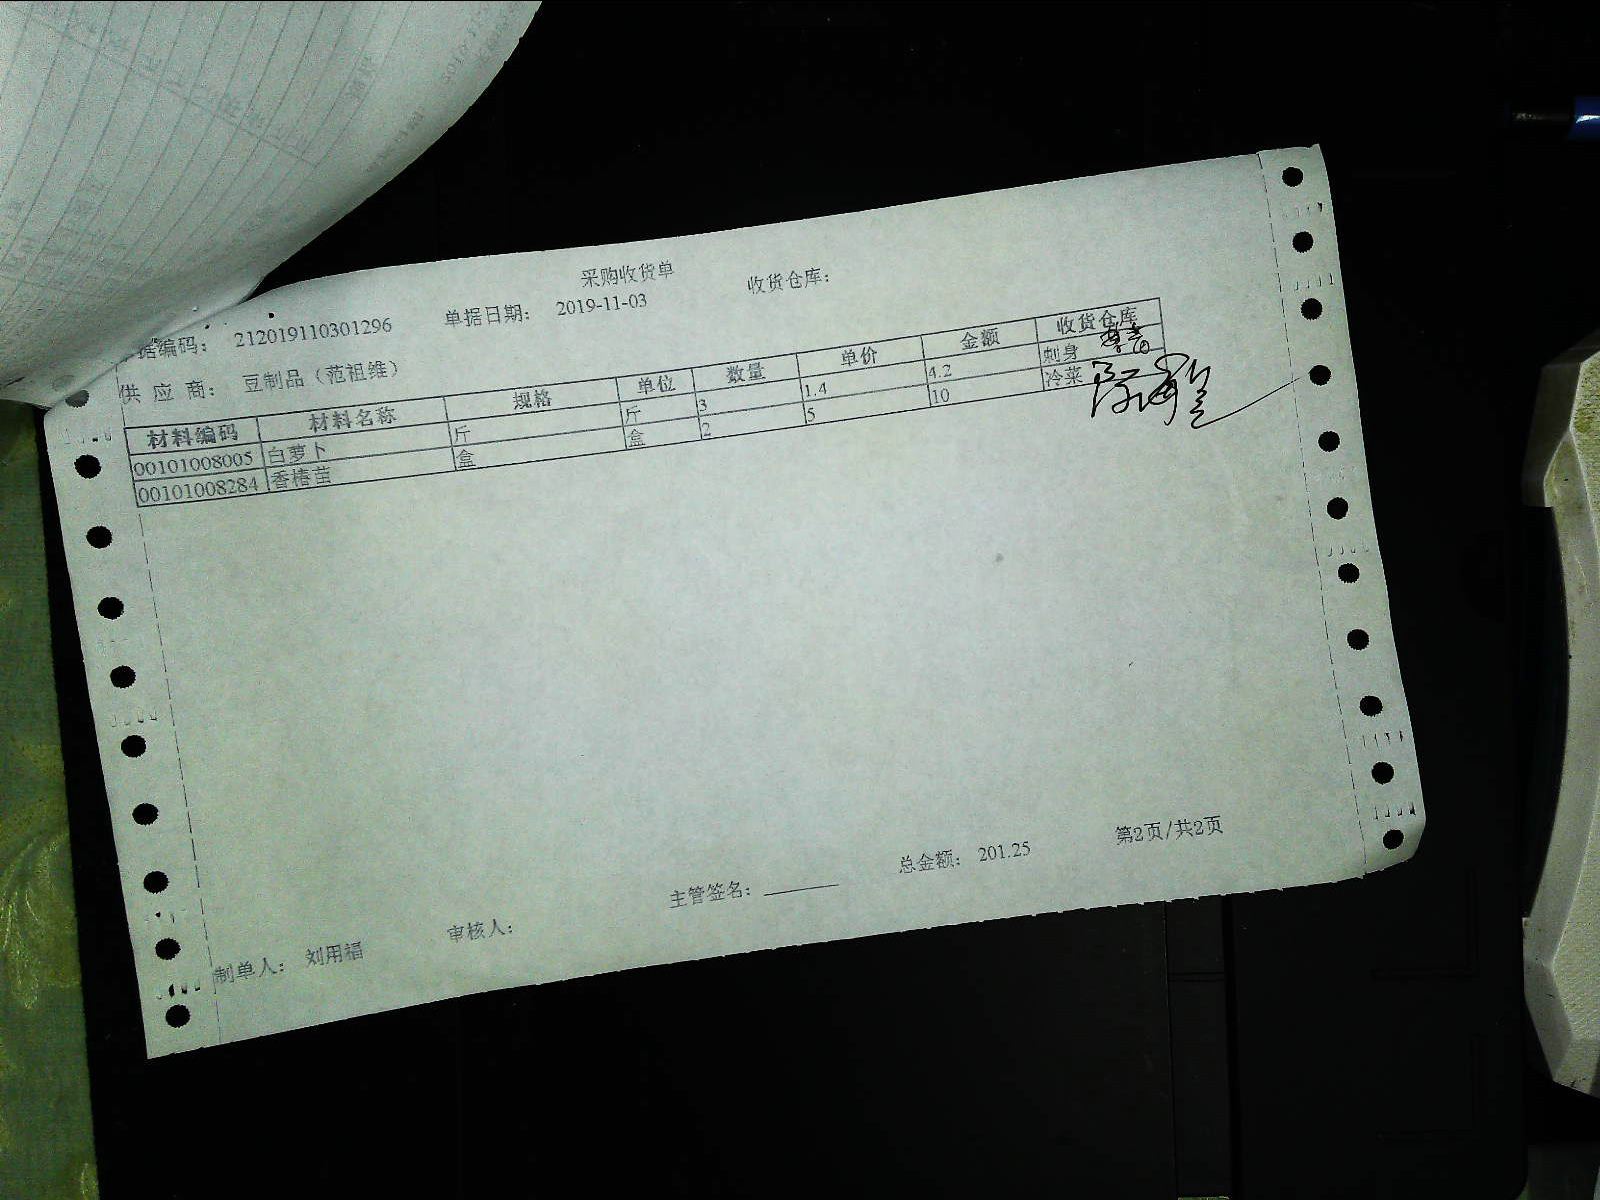 采购收货单
单据编码： 212019110301296 单据日期： 2019-11-03 收货仓库：
供应商： 豆制品（范祖维）
材料编码 材料名称 规格 单位 数量 单价 金额 收货仓库
00101008005 白萝卜 斤 斤 3 1.4 4.2 刺身
00101008284 香椿苗 盒 盒 2 5 10 冷菜
总金额： 201.25 第2页/共2页
制单人： 刘用福 审核人： 主管签名：